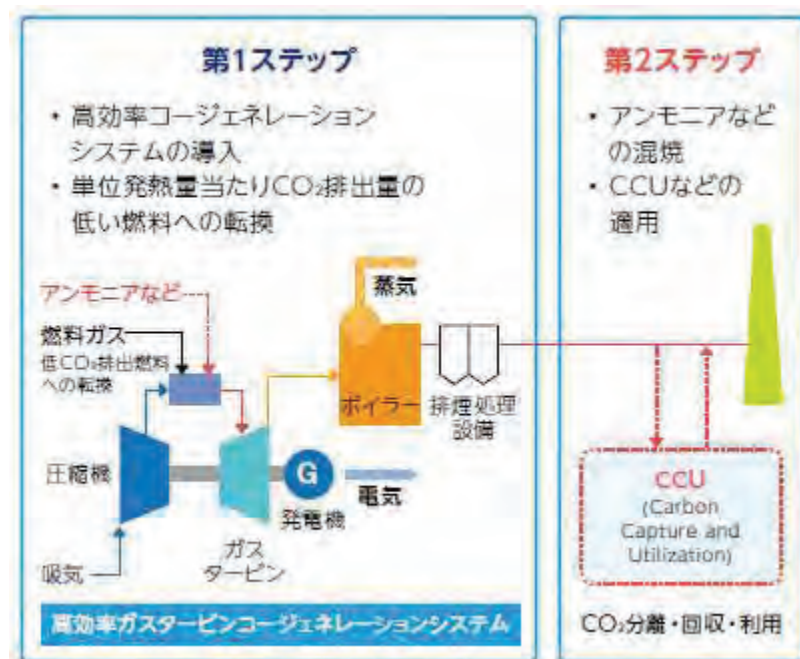 第1ステップ
・高効率コージェネレーション
システムの導入
・単位発熱量当たりCO₂排出量の
低い燃料への転換
アンモニアなど
燃料ガス
低CO₂排出燃料
への転換
圧縮機
吸気
ガス
タービン
G
発電機
電気
蒸気
ボイラー
排煙処理
設備
高効率ガスタービンコージェネレーションシステム
第2ステップ
・アンモニアなど
の混焼
・CCUなどの
適用
CCU
(Carbon
Capture and
Utilization)
CO₂分離・回収・利用